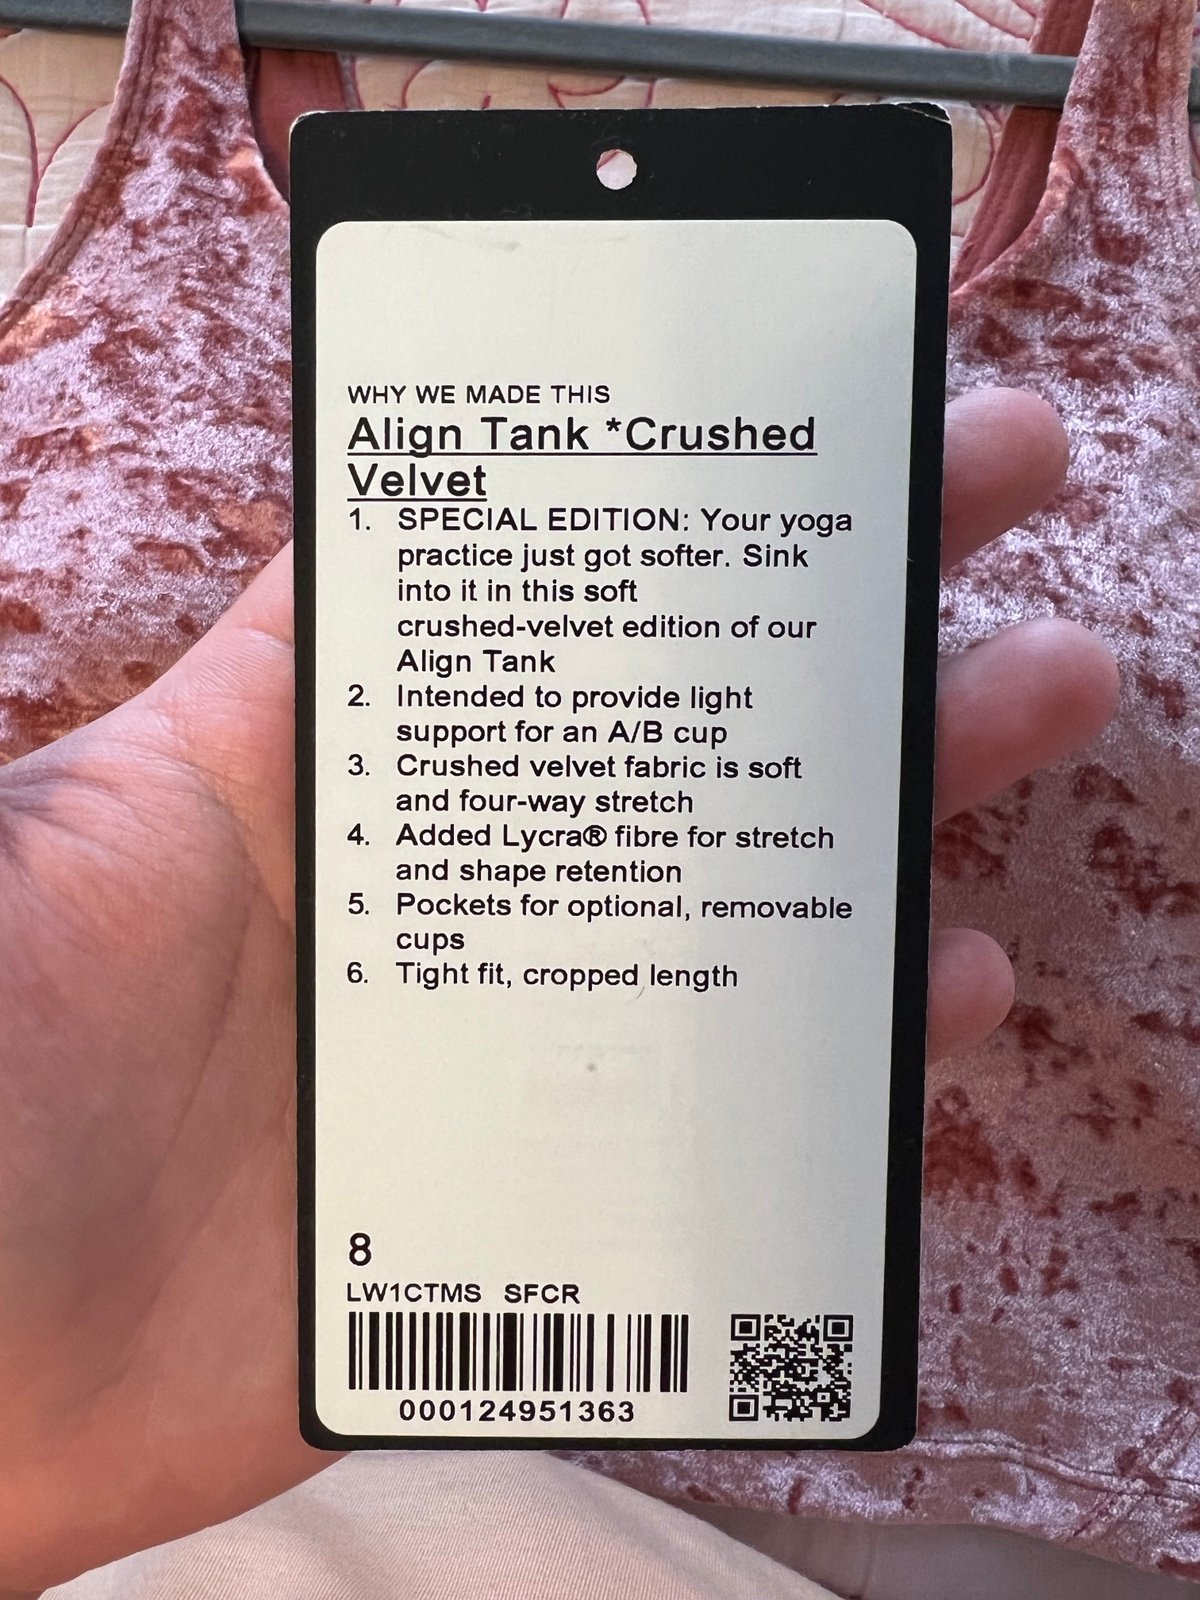 WHY WE MADE THIS
Align Tank *Crushed
Velvet
1. SPECIAL EDITION: Your yoga
practice just got softer. Sink
into it in this soft
crushed-velvet edition of our
Align Tank
2. Intended to provide light
support for an A/B cup
3. Crushed velvet fabric is soft
and four-way stretch
4. Added Lycra® fibre for stretch
and shape retention
5. Pockets for optional, removable
cups
6. Tight fit, cropped length
8
LW1CTMS SFCR
000124951363